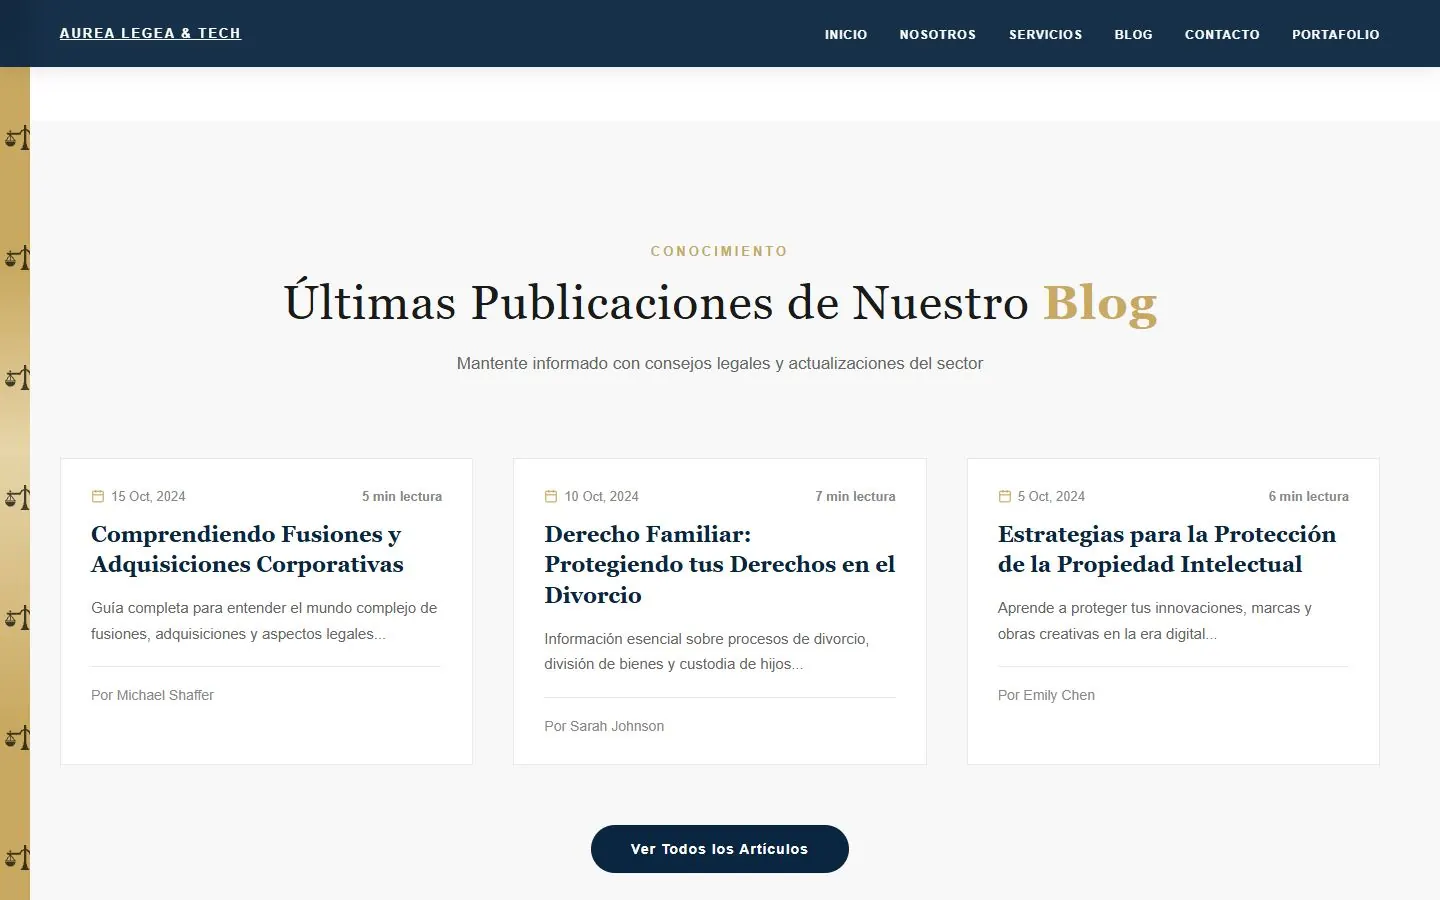 AUREA LEGEA & TECH
INICIO NOSOTROS SERVICIOS BLOG CONTACTO PORTAFOLIO
CONOCIMIENTO
Últimas Publicaciones de Nuestro Blog
Mantente informado con consejos legales y actualizaciones del sector
15 Oct, 2024 5 min lectura
Comprendiendo Fusiones y
Adquisiciones Corporativas
Guía completa para entender el mundo complejo de
fusiones, adquisiciones y aspectos legales...
Por Michael Shaffer
10 Oct, 2024 7 min lectura
Derecho Familiar:
Protegiendo tus Derechos en el
Divorcio
Información esencial sobre procesos de divorcio,
división de bienes y custodia de hijos...
Por Sarah Johnson
5 Oct, 2024 6 min lectura
Estrategias para la Protección
de la Propiedad Intelectual
Aprende a proteger tus innovaciones, marcas y
obras creativas en la era digital...
Por Emily Chen
Ver Todos los Artículos